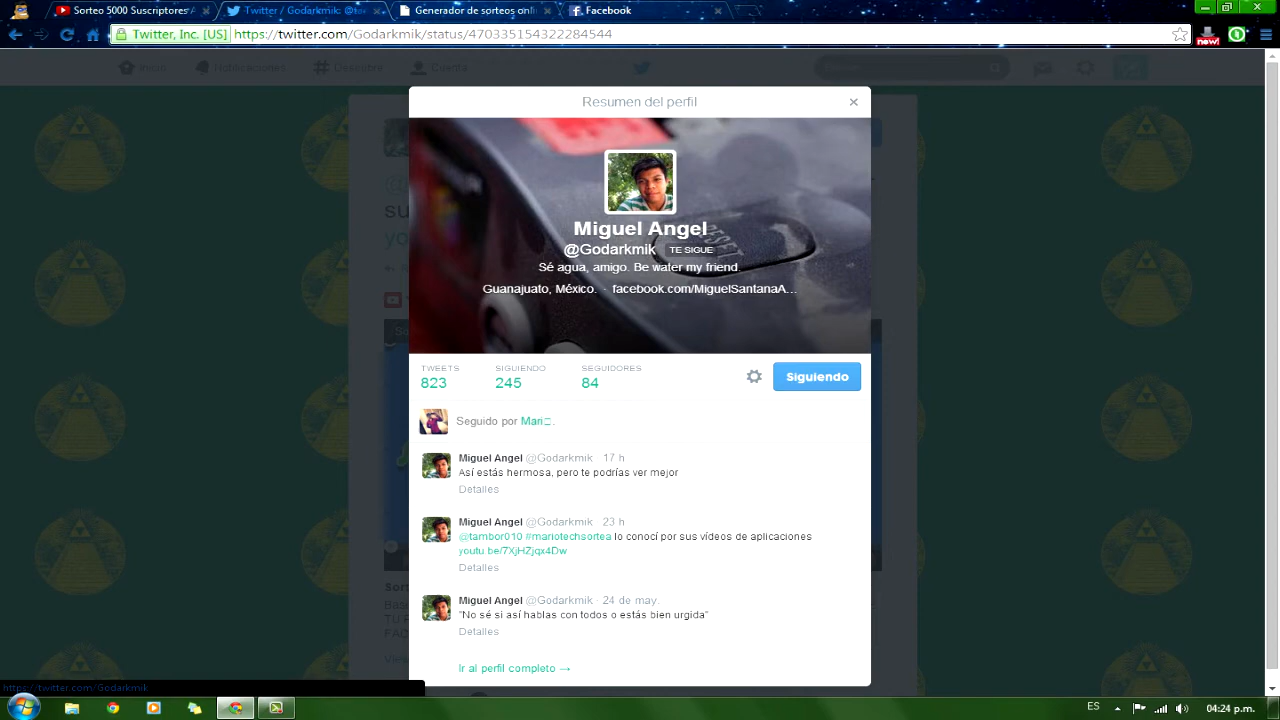 Sorteo 5000 Suscriptores
Twitter / Godarkmik: @ta
Generador de sorteos onli
Facebook
Twitter, Inc. [US]
https://twitter.com/Godarkmik/status/470335154322284544
new!
Inicio
Notificaciones
Descubre
Cuenta
Resumen del perfil
Miguel Angel
@Godarkmik TE SIGUE
Sé agua, amigo. Be water my friend.
Guanajuato, México. - facebook.com/MiguelSantanaA...
TWEETS SIGUIENDO SEGUIDORES
823 245 84
Siguiendo
Seguido por Mari□.
Miguel Angel @Godarkmik · 17 h
Así estás hermosa, pero te podrías ver mejor
Detalles
Miguel Angel @Godarkmik · 23 h
@tambor010 #mariotechsortea lo conocí por sus vídeos de aplicaciones
youtu.be/7XjHZjqx4Dw
Detalles
Miguel Angel @Godarkmik · 24 de may.
"No sé si así hablas con todos o estás bien urgida"
Detalles
Ir al perfil completo →
https://twitter.com/Godarkmik
ES
04:24 p.m.